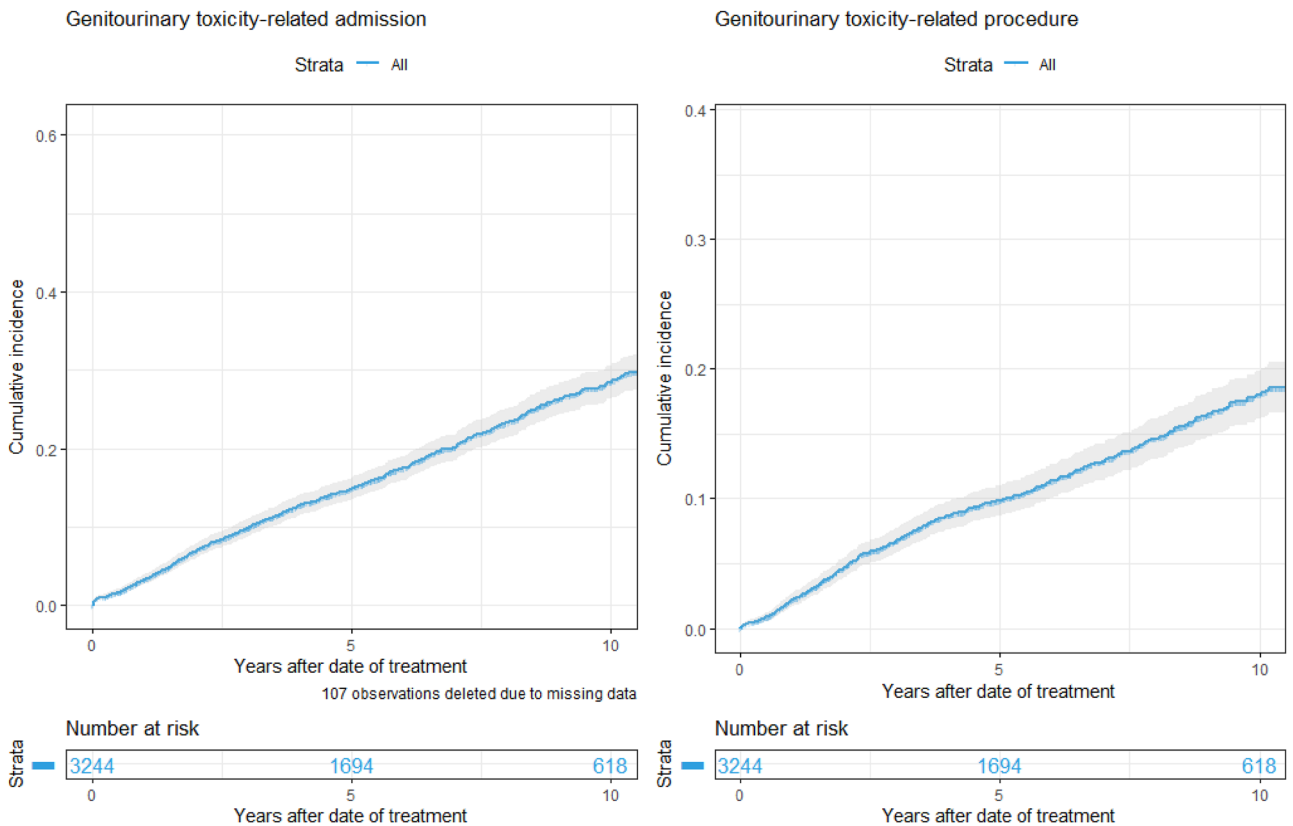 Genitourinary toxicity-related admission
Strata All
0.6
0.4
0.2
0.0
Cumulative incidence
0 5 10
Years after date of treatment
107 observations deleted due to missing data
Number at risk
Strata
3244 1694 618
0 5 10
Years after date of treatment
Genitourinary toxicity-related procedure
Strata All
0.4
0.3
0.2
0.1
0.0
Cumulative incidence
0 5 10
Years after date of treatment
Number at risk
Strata
3244 1694 618
0 5 10
Years after date of treatment